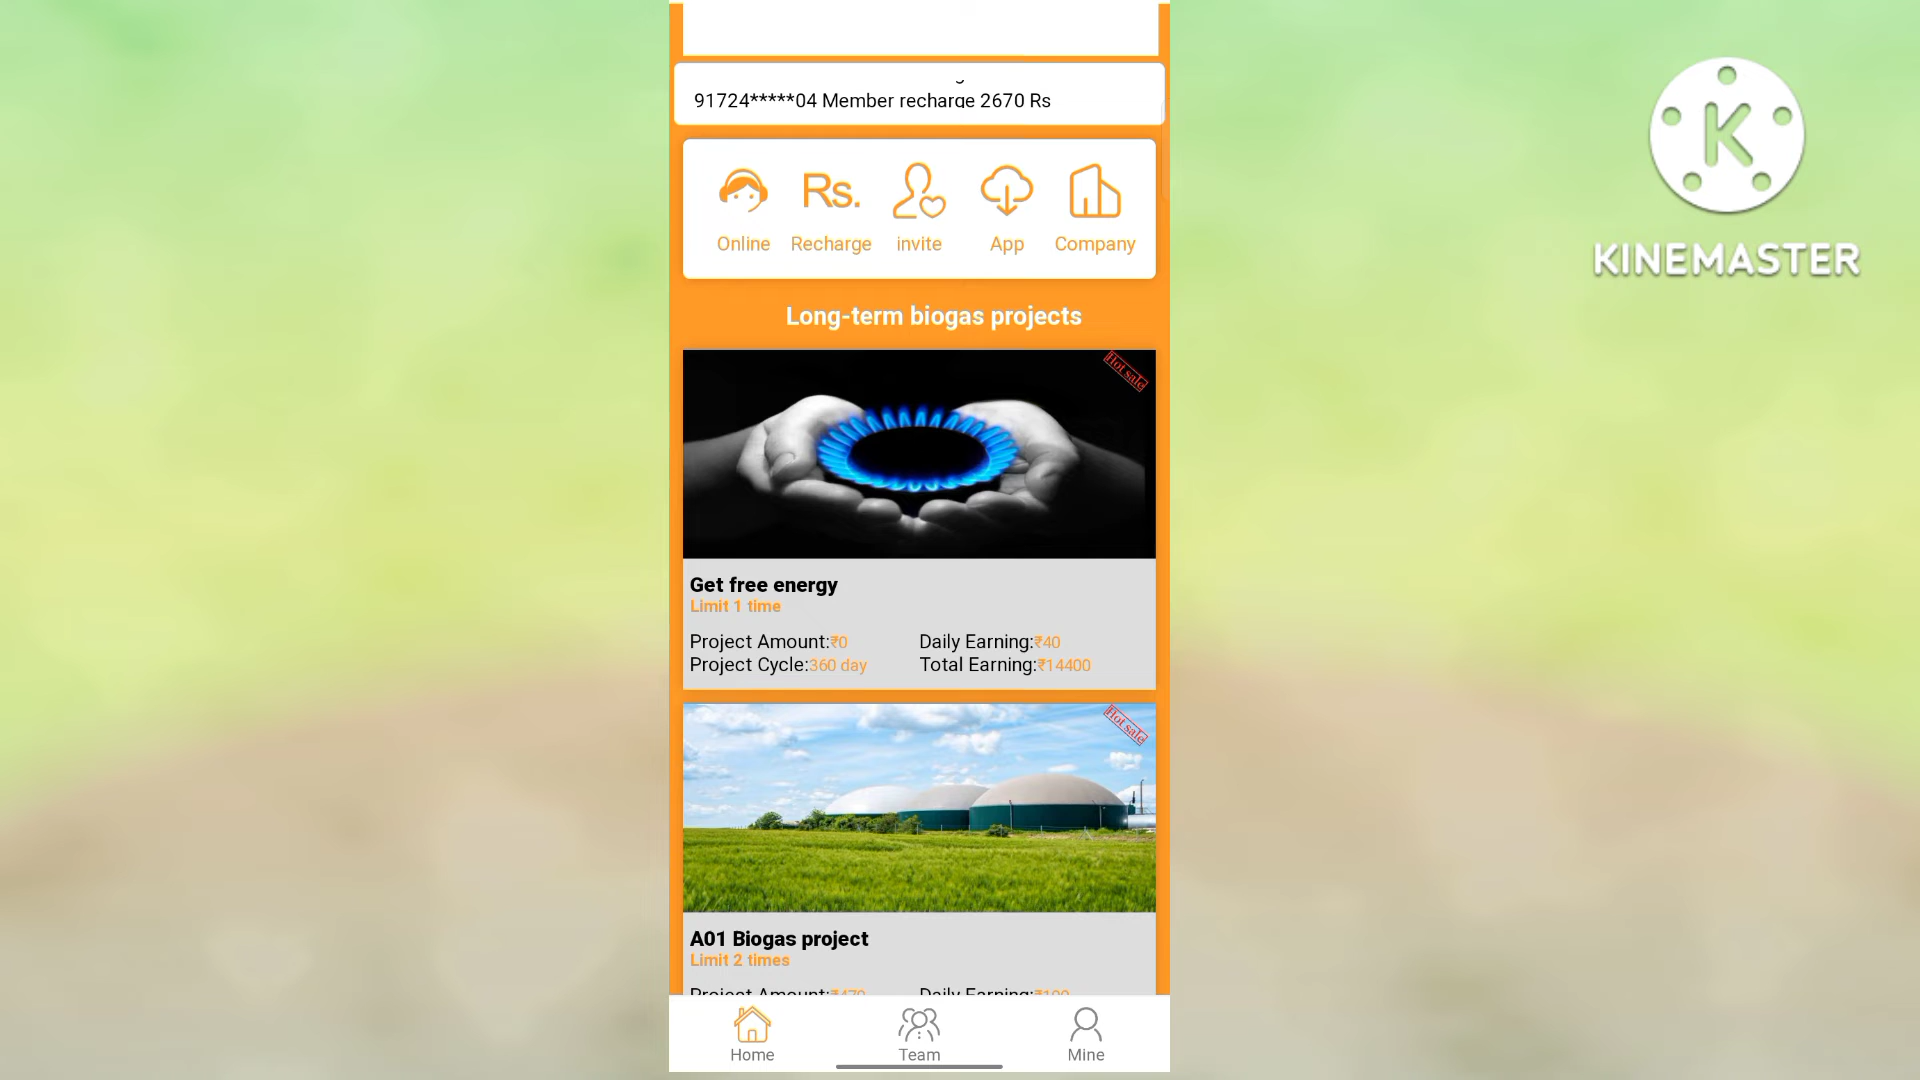 91724*****04 Member recharge 2670 Rs
KINEMASTER
Rs.
Online Recharge invite App Company
Long-term biogas projects
Hot sale
Get free energy
Limit 1 time
Project Amount:₹0 Daily Earning:₹40
Project Cycle:360 day Total Earning:₹14400
Hot sale
A01 Biogas project
Limit 2 times
Project Amount:₹470 Daily Earning:₹100
Home Team Mine